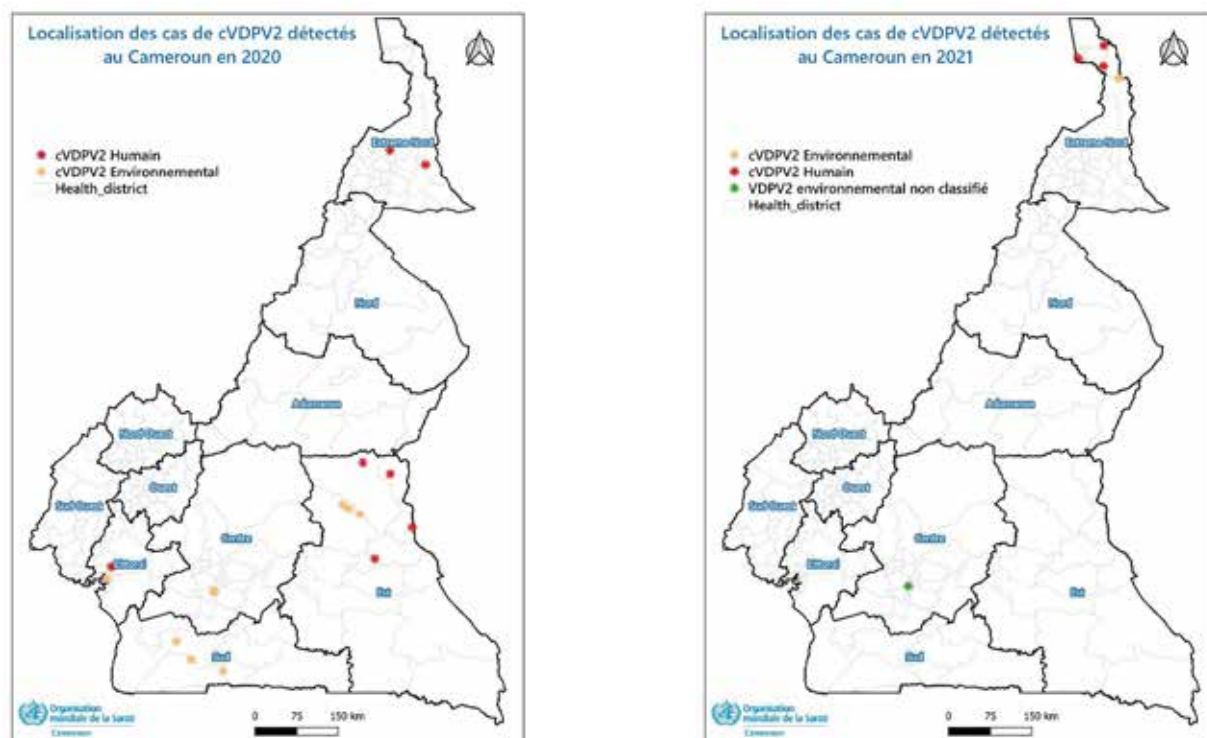 Localisation des cas de cVDPV2 détectés
au Cameroun en 2020
cVDPV2 Humain
cVDPV2 Environnemental
Health_district
Extreme-Nord
Nord
Adamaoua
Nord-Ouest
Ouest
Sud-Ouest
Littoral
Centre
Est
Sud
Organisation
mondiale de la Santé
Cameroun
0 75 150 km
Localisation des cas de cVDPV2 détectés
au Cameroun en 2021
cVDPV2 Environnemental
cVDPV2 Humain
VDPV2 environnemental non classifié
Health_district
Extreme-Nord
Nord
Adamaoua
Nord-Ouest
Ouest
Sud-Ouest
Littoral
Centre
Est
Sud
Organisation
mondiale de la Santé
Cameroun
0 75 150 km